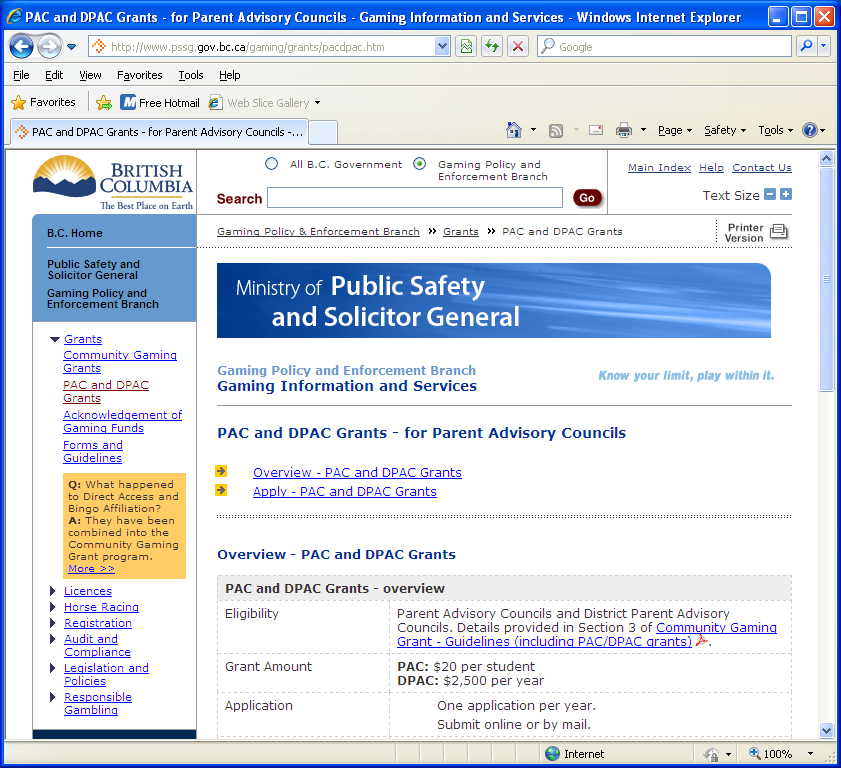 PAC and DPAC Grants - for Parent Advisory Councils - Gaming Information and Services - Windows Internet Explorer
http://www.pssg.gov.bc.ca/gaming/grants/pacdpac.htm
Google
File Edit View Favorites Tools Help
Favorites
Free Hotmail
Web Slice Gallery
PAC and DPAC Grants - for Parent Advisory Councils -...
Page
Safety
Tools
BRITISH
COLUMBIA
The Best Place on Earth
All B.C. Government
Gaming Policy and
Enforcement Branch
Search
Go
Main Index Help Contact Us
Text Size
B.C. Home
Public Safety and
Solicitor General
Gaming Policy and
Enforcement Branch
Gaming Policy & Enforcement Branch » Grants » PAC and DPAC Grants
Printer
Version
Ministry of Public Safety
and Solicitor General
Grants
Community Gaming
Grants
PAC and DPAC
Grants
Acknowledgement of
Gaming Funds
Forms and
Guidelines
Q: What happened
to Direct Access and
Bingo Affiliation?
A: They have been
combined into the
Community Gaming
Grant program.
More >>
Licences
Horse Racing
Registration
Audit and
Compliance
Legislation and
Policies
Responsible
Gambling
Gaming Policy and Enforcement Branch
Gaming Information and Services
Know your limit, play within it.
PAC and DPAC Grants - for Parent Advisory Councils
Overview - PAC and DPAC Grants
Apply - PAC and DPAC Grants
Overview - PAC and DPAC Grants
PAC and DPAC Grants - overview
Eligibility
Parent Advisory Councils and District Parent Advisory
Councils. Details provided in Section 3 of Community Gaming
Grant - Guidelines (including PAC/DPAC grants) .
Grant Amount
PAC: $20 per student
DPAC: $2,500 per year
Application
One application per year.
Submit online or by mail.
Internet
100%